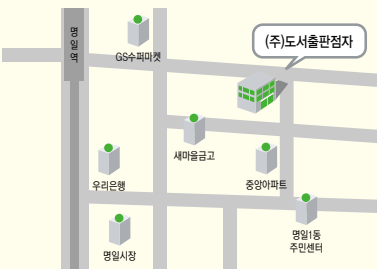 명일역
GS수퍼마켓
(주)도서출판점자
새마을금고
우리은행
중앙아파트
명일시장
명일1동
주민센터